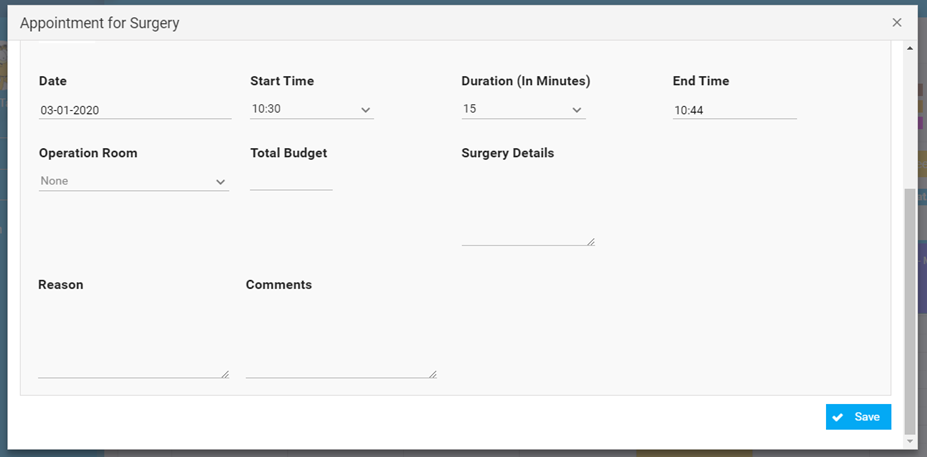 Appointment for Surgery
Date Start Time Duration (In Minutes) End Time
03-01-2020 10:30 15 10:44
Operation Room Total Budget Surgery Details
None
Reason Comments
Save